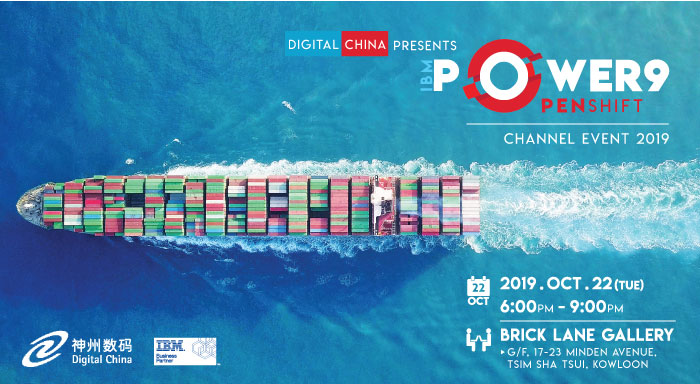 DIGITAL CHINA PRESENTS
IBM POWER9
OPENSHIFT
CHANNEL EVENT 2019
22
OCT
2019.OCT.22(TUE)
6:00PM - 9:00PM
BRICK LANE GALLERY
G/F, 17-23 MINDEN AVENUE,
TSIM SHA TSUI, KOWLOON
神州数码
Digital China
IBM
Business
Partner